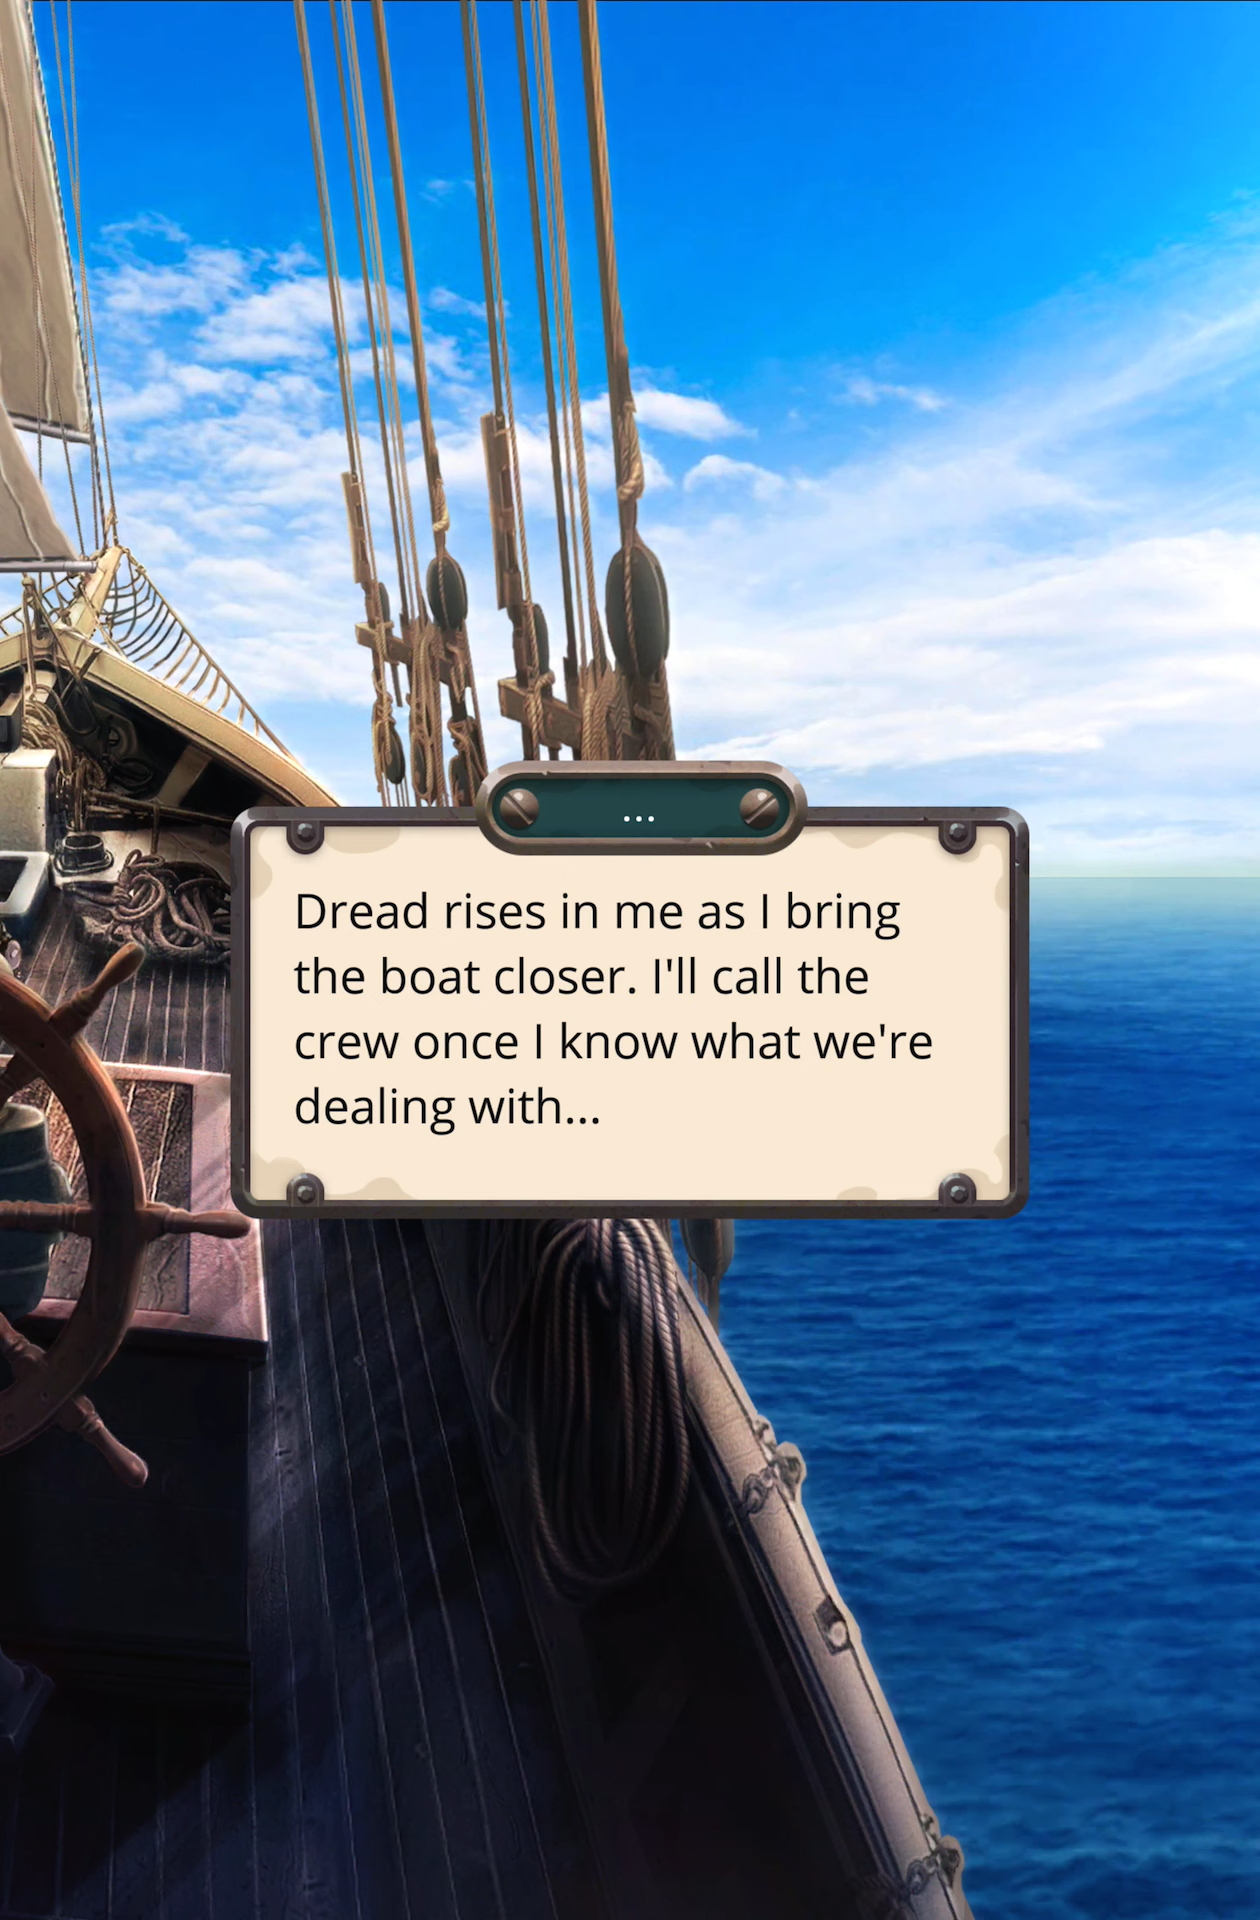 ...
Dread rises in me as I bring
the boat closer. I'll call the
crew once I know what we're
dealing with...